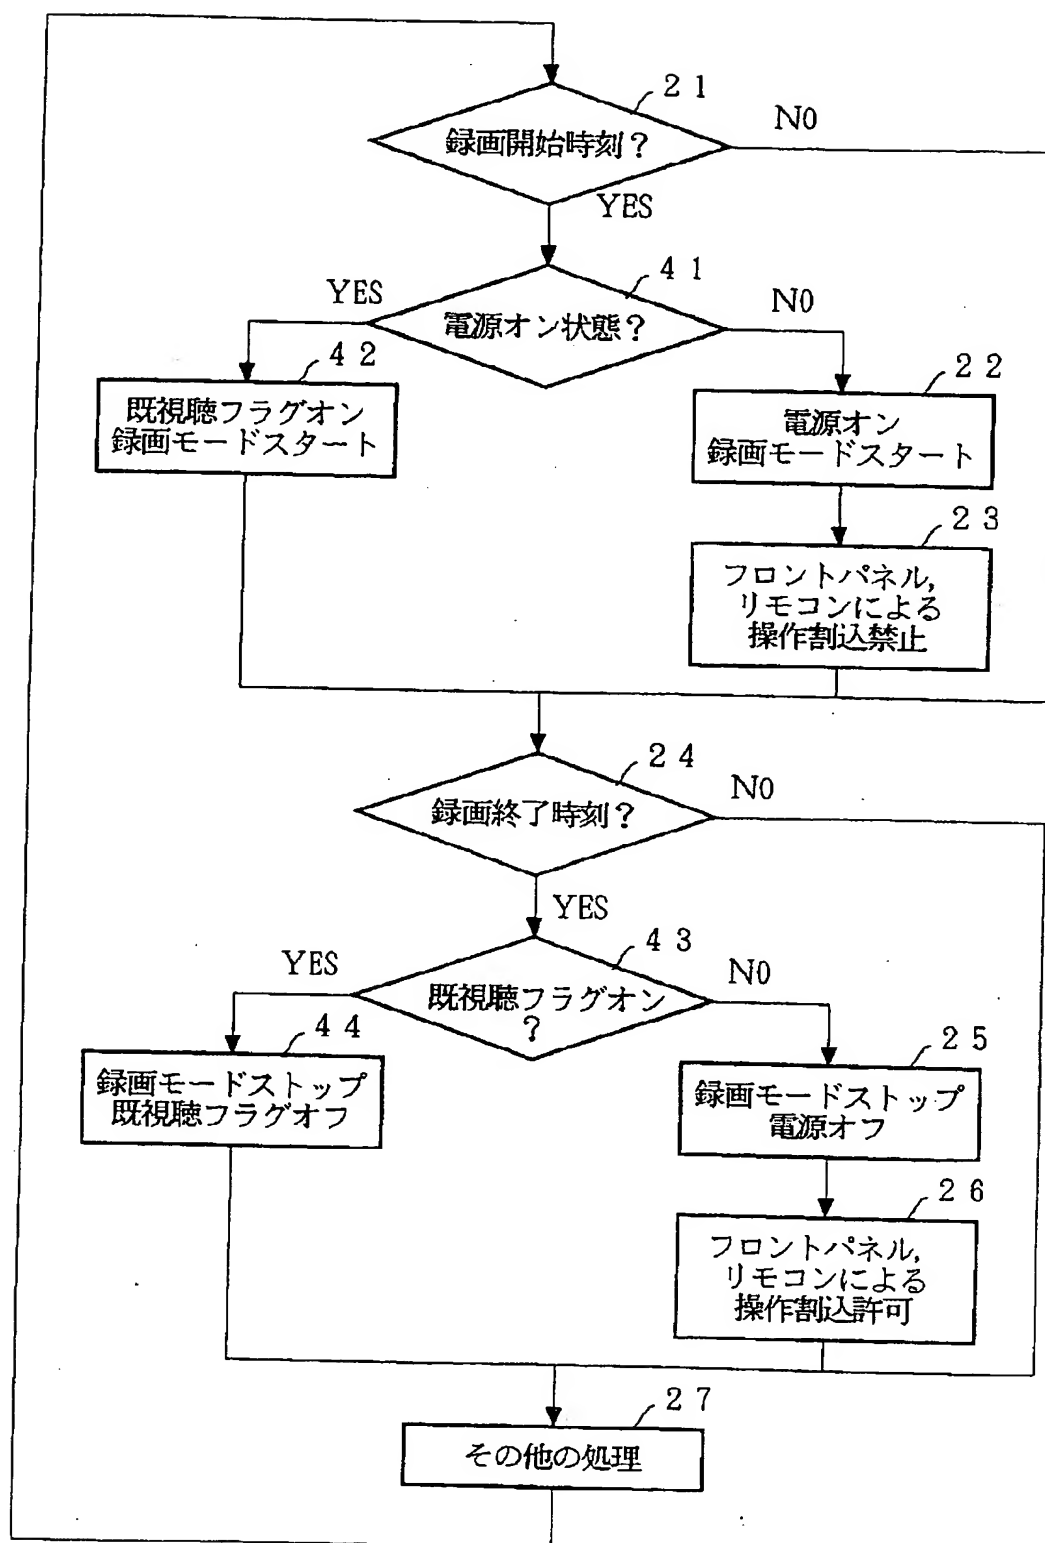 21
録画開始時刻？
NO
YES
41
電源オン状態？
YES
NO
42
既視聴フラグオン
録画モードスタート
22
電源オン
録画モードスタート
23
フロントパネル，
リモコンによる
操作割込禁止
24
録画終了時刻？
NO
YES
43
既視聴フラグオン
？
YES
NO
44
録画モードストップ
既視聴フラグオフ
25
録画モードストップ
電源オフ
26
フロントパネル，
リモコンによる
操作割込許可
27
その他の処理